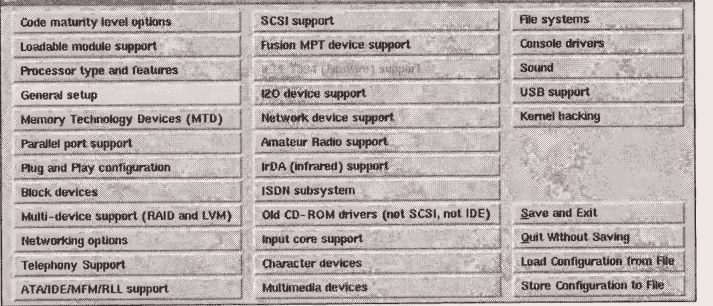 Code maturity level options
Loadable module support
Processor type and features
General setup
Memory Technology Devices (MTD)
Parallel port support
Plug and Play configuration
Block devices
Multi-device support (RAID and LVM)
Networking options
Telephony Support
ATA/IDE/MFM/RLL support
SCSI support
Fusion MPT device support
(FireWire) support
I2O device support
Network device support
Amateur Radio support
IrDA (infrared) support
ISDN subsystem
Old CD-ROM drivers (not SCSI, not IDE)
Input core support
Character devices
Multimedia devices
File systems
Console drivers
Sound
USB support
Kernel hacking
Save and Exit
Quit Without Saving
Load Configuration from File
Store Configuration to File